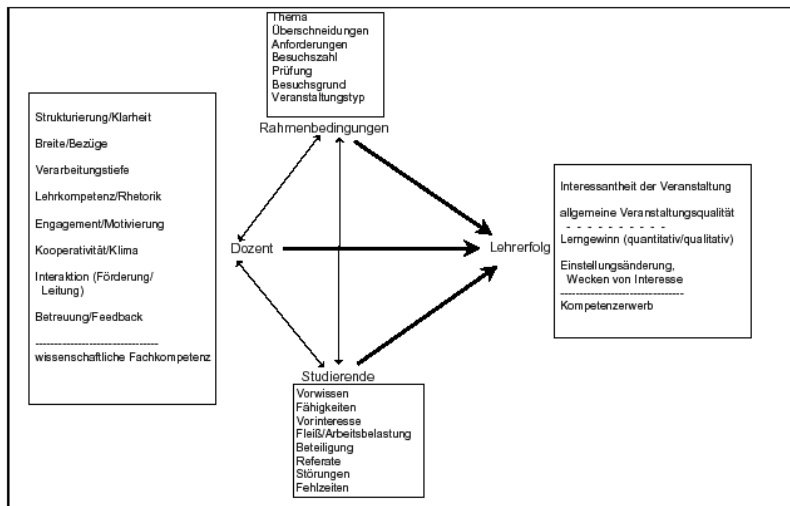 Thema
Überschneidungen
Anforderungen
Besuchszahl
Prüfung
Besuchsgrund
Veranstaltungstyp
Rahmenbedingungen
Strukturierung/Klarheit
Breite/Bezüge
Verarbeitungstiefe
Lehrkompetenz/Rhetorik
Engagement/Motivierung
Kooperativität/Klima
Interaktion (Förderung/
Leitung)
Betreuung/Feedback
wissenschaftliche Fachkompetenz
Dozent
Lehrerfolg
Interessantheit der Veranstaltung
allgemeine Veranstaltungsqualität
Lerngewinn (quantitativ/qualitativ)
Einstellungsänderung,
Wecken von Interesse
Kompetenzerwerb
Studierende
Vorwissen
Fähigkeiten
Vorinteresse
Fleiß/Arbeitsbelastung
Beteiligung
Referate
Störungen
Fehlzeiten